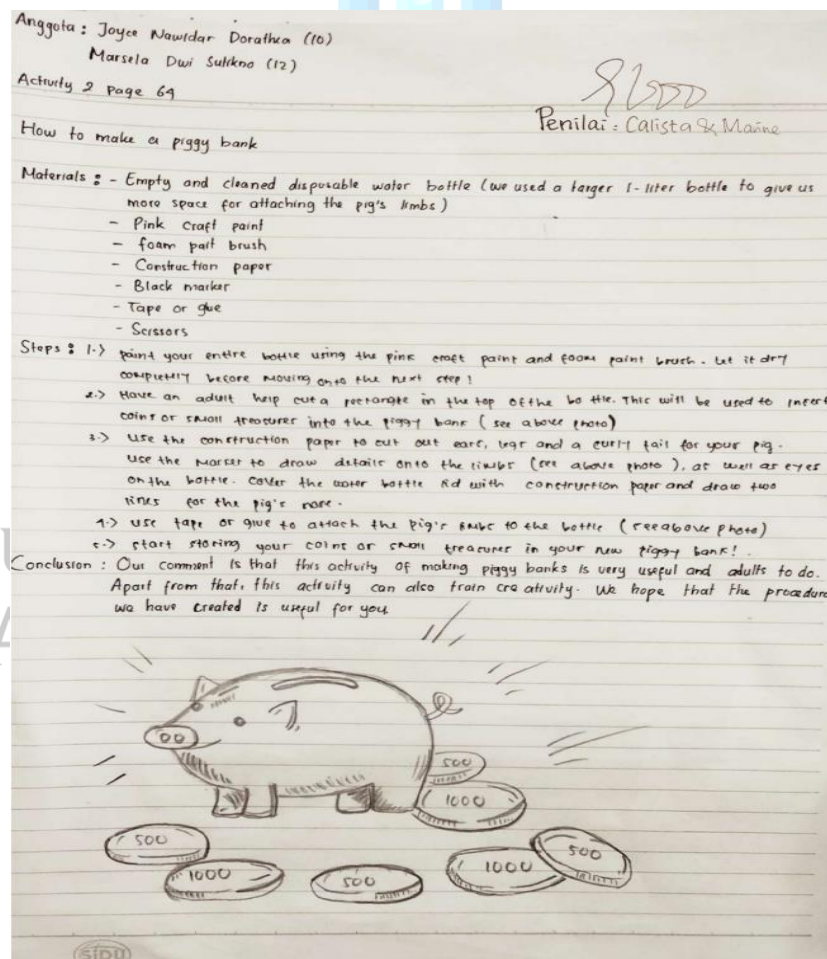 Anggota : Joyce Nawidar Dorathea (10)
Marsela Dwi Sutikno (12)
Activity 2 Page 64
Penilai : Calista & Marine
How to make a piggy bank
Materials : - Empty and cleaned disposable water bottle (we used a larger 1-liter bottle to give us
more space for attaching the pig's limbs)
- Pink craft paint
- foam pait brush
- Construction paper
- Black marker
- Tape or glue
- Scissors
Steps : 1.> paint your entire bottle using the pink craft paint and foam paint brush. Let it dry
completly before moving onto the next step!
2.> Have an adult help cut a rectangle in the top of the bottle. This will be used to insert
coins or small treasures into the piggy bank (see above photo)
3.> Use the construction paper to cut out ears, legs and a curly tail for your pig.
Use the marker to draw details onto the limbs (see above photo), as well as eyes
on the bottle. Cover the water bottle lid with construction paper and draw two
lines for the pig's nose.
4.> use tape or glue to attach the pig's limbs to the bottle (see above photo)
5.> start storing your coins or small treasures in your new piggy bank!.
Conclusion : Our comment is that this activity of making piggy banks is very useful and adults to do.
Apart from that, this activity can also train creativity. We hope that the procedure
we have created is useful for you
500
1000
500
1000
500
1000
500
SIDU